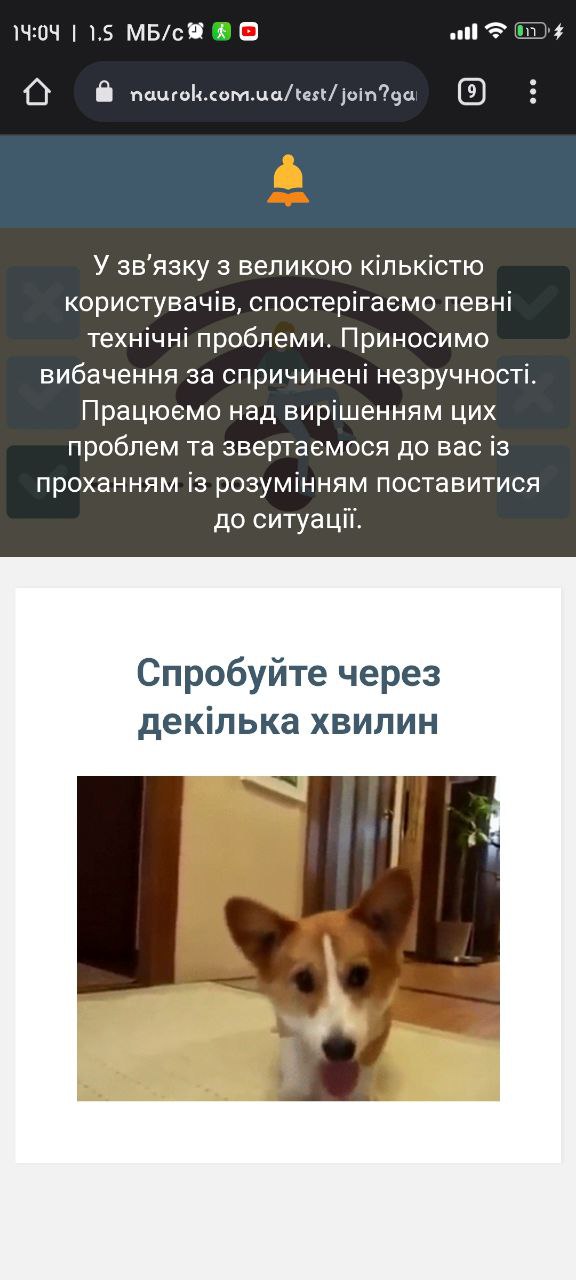 14:04 | 1,5 МБ/с 17
naurok.com.ua/test/join?ga
9
У зв’язку з великою кількістю
користувачів, спостерігаємо певні
технічні проблеми. Приносимо
вибачення за спричинені незручності.
Працюємо над вирішенням цих
проблем та звертаємося до вас із
проханням із розумінням поставитися
до ситуації.
Спробуйте через
декілька хвилин